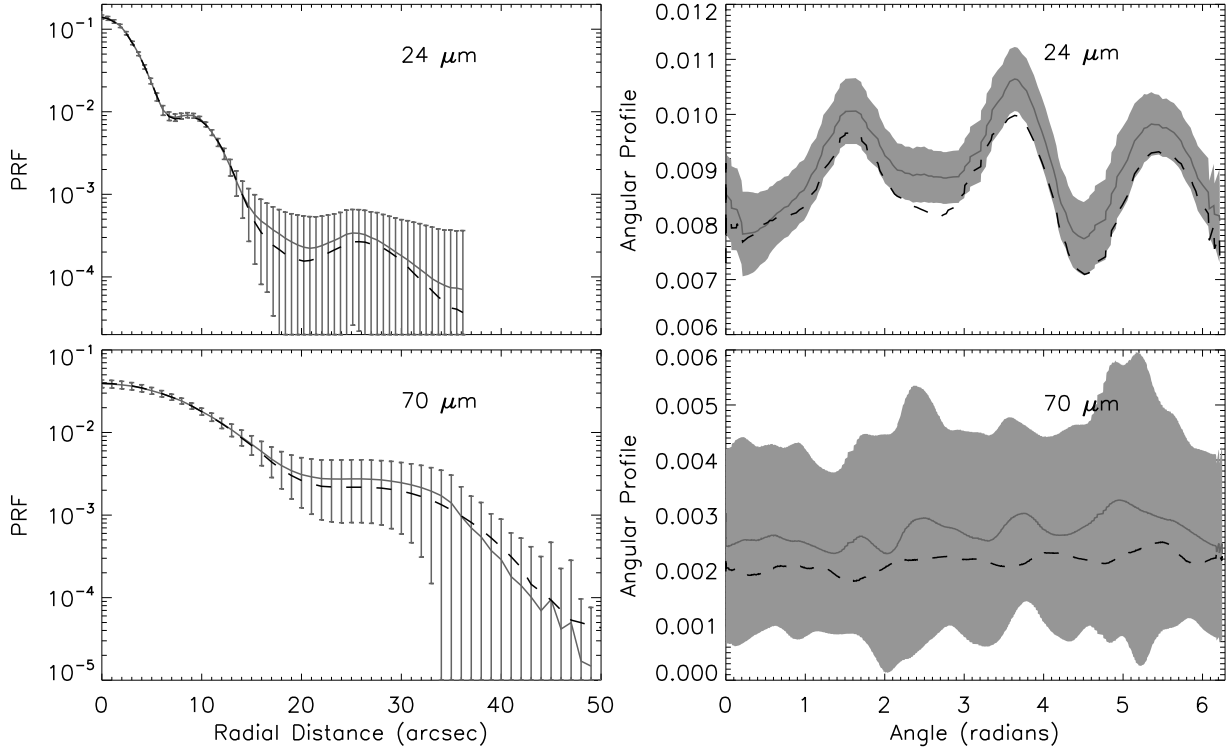 PRF
10⁻¹
10⁻²
10⁻³
10⁻⁴
24 μm
Angular Profile
0.012
0.011
0.010
0.009
0.008
0.007
0.006
24 μm
PRF
10⁻¹
10⁻²
10⁻³
10⁻⁴
10⁻⁵
70 μm
0 10 20 30 40 50
Radial Distance (arcsec)
Angular Profile
0.006
0.005
0.004
0.003
0.002
0.001
0.000
70 μm
0 1 2 3 4 5 6
Angle (radians)